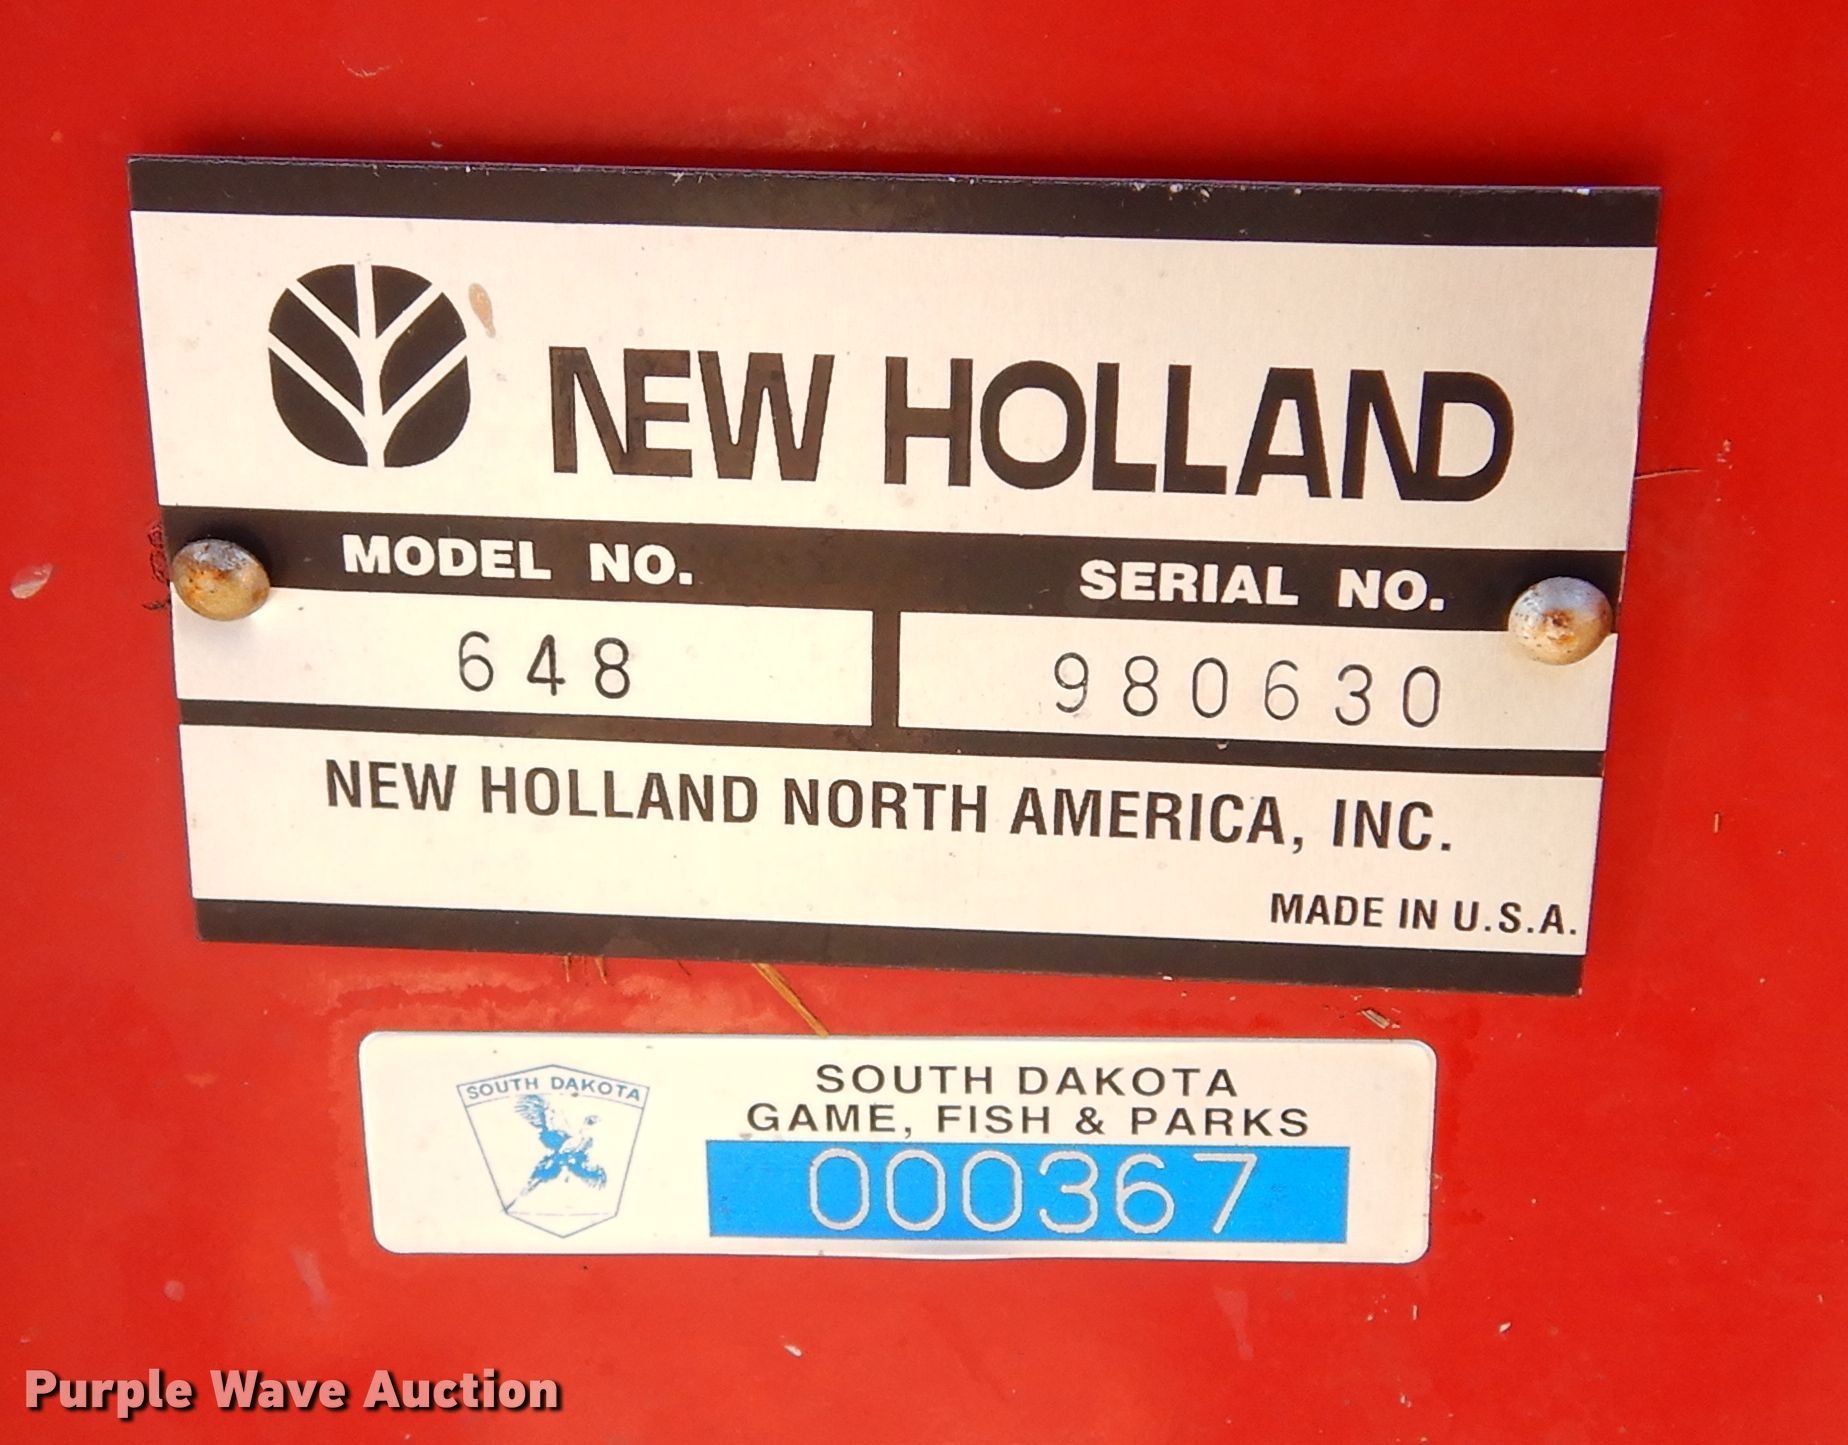 NEW HOLLAND
MODEL NO.
SERIAL NO.
648
980630
NEW HOLLAND NORTH AMERICA, INC.
MADE IN U.S.A.
SOUTH DAKOTA
SOUTH DAKOTA
GAME, FISH & PARKS
000367
Purple Wave Auction